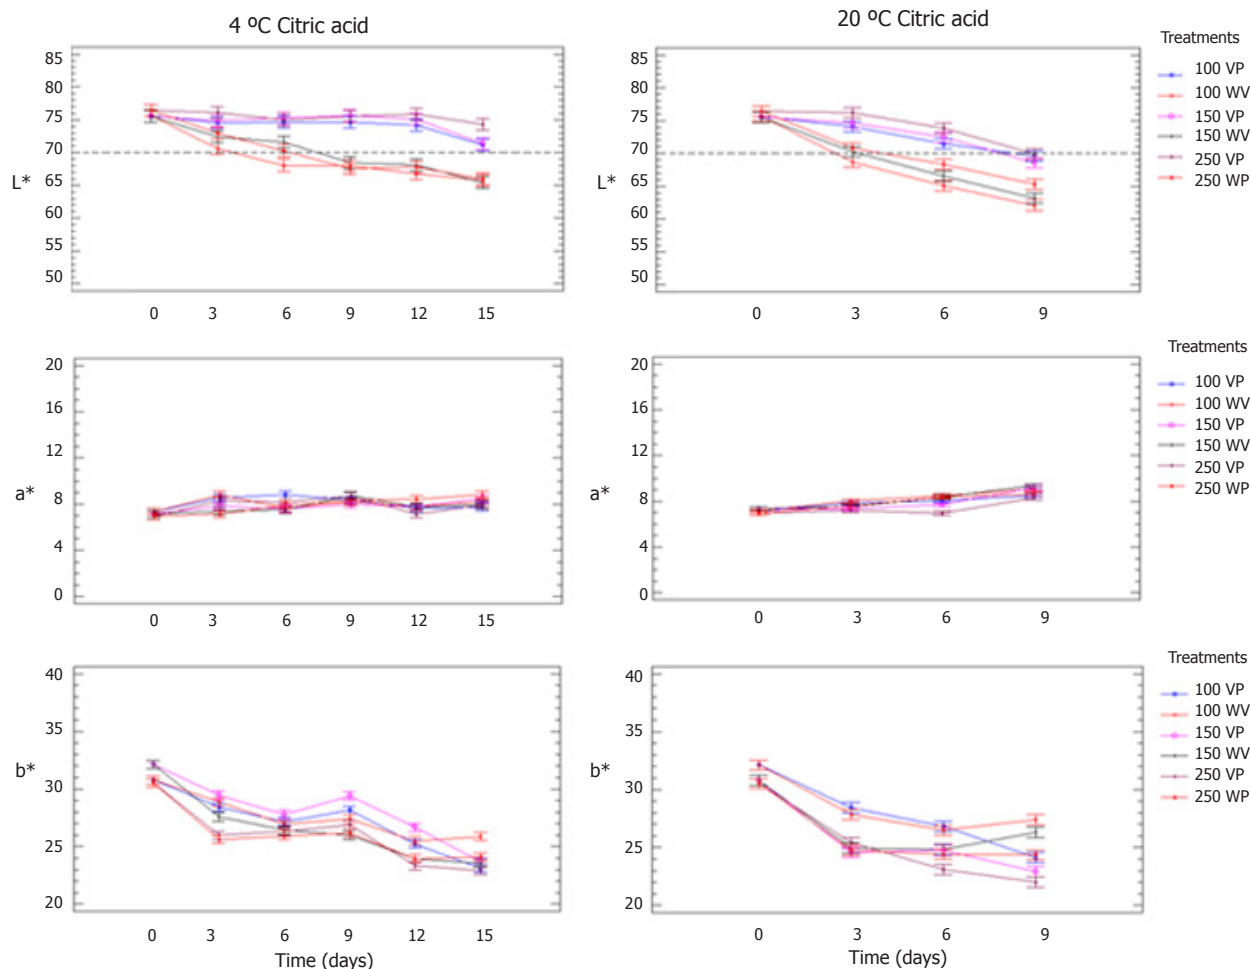 4 ºC Citric acid
20 ºC Citric acid
Treatments
100 VP
100 WV
150 VP
150 WV
250 VP
250 WP
L*
85
80
75
70
65
60
55
50
0 3 6 9 12 15
L*
85
80
75
70
65
60
55
50
0 3 6 9
Treatments
100 VP
100 WV
150 VP
150 WV
250 VP
250 WP
a*
20
16
12
8
4
0
0 3 6 9 12 15
a*
20
16
12
8
4
0
0 3 6 9
Treatments
100 VP
100 WV
150 VP
150 WV
250 VP
250 WP
b*
40
35
30
25
20
0 3 6 9 12 15
Time (days)
b*
40
35
30
25
20
0 3 6 9
Time (days)